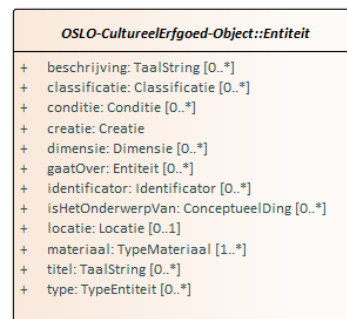 OSLO-CultureelErfgoed-Object::Entiteit
+ beschrijving: TaalString [0..*]
+ classificatie: Classificatie [0..*]
+ conditie: Conditie [0..*]
+ creatie: Creatie
+ dimensie: Dimensie [0..*]
+ gaatOver: Entiteit [0..*]
+ identificator: Identificator [0..*]
+ isHetOnderwerpVan: ConceptueelDing [0..*]
+ locatie: Locatie [0..1]
+ materiaal: TypeMateriaal [1..*]
+ titel: TaalString [0..*]
+ type: TypeEntiteit [0..*]